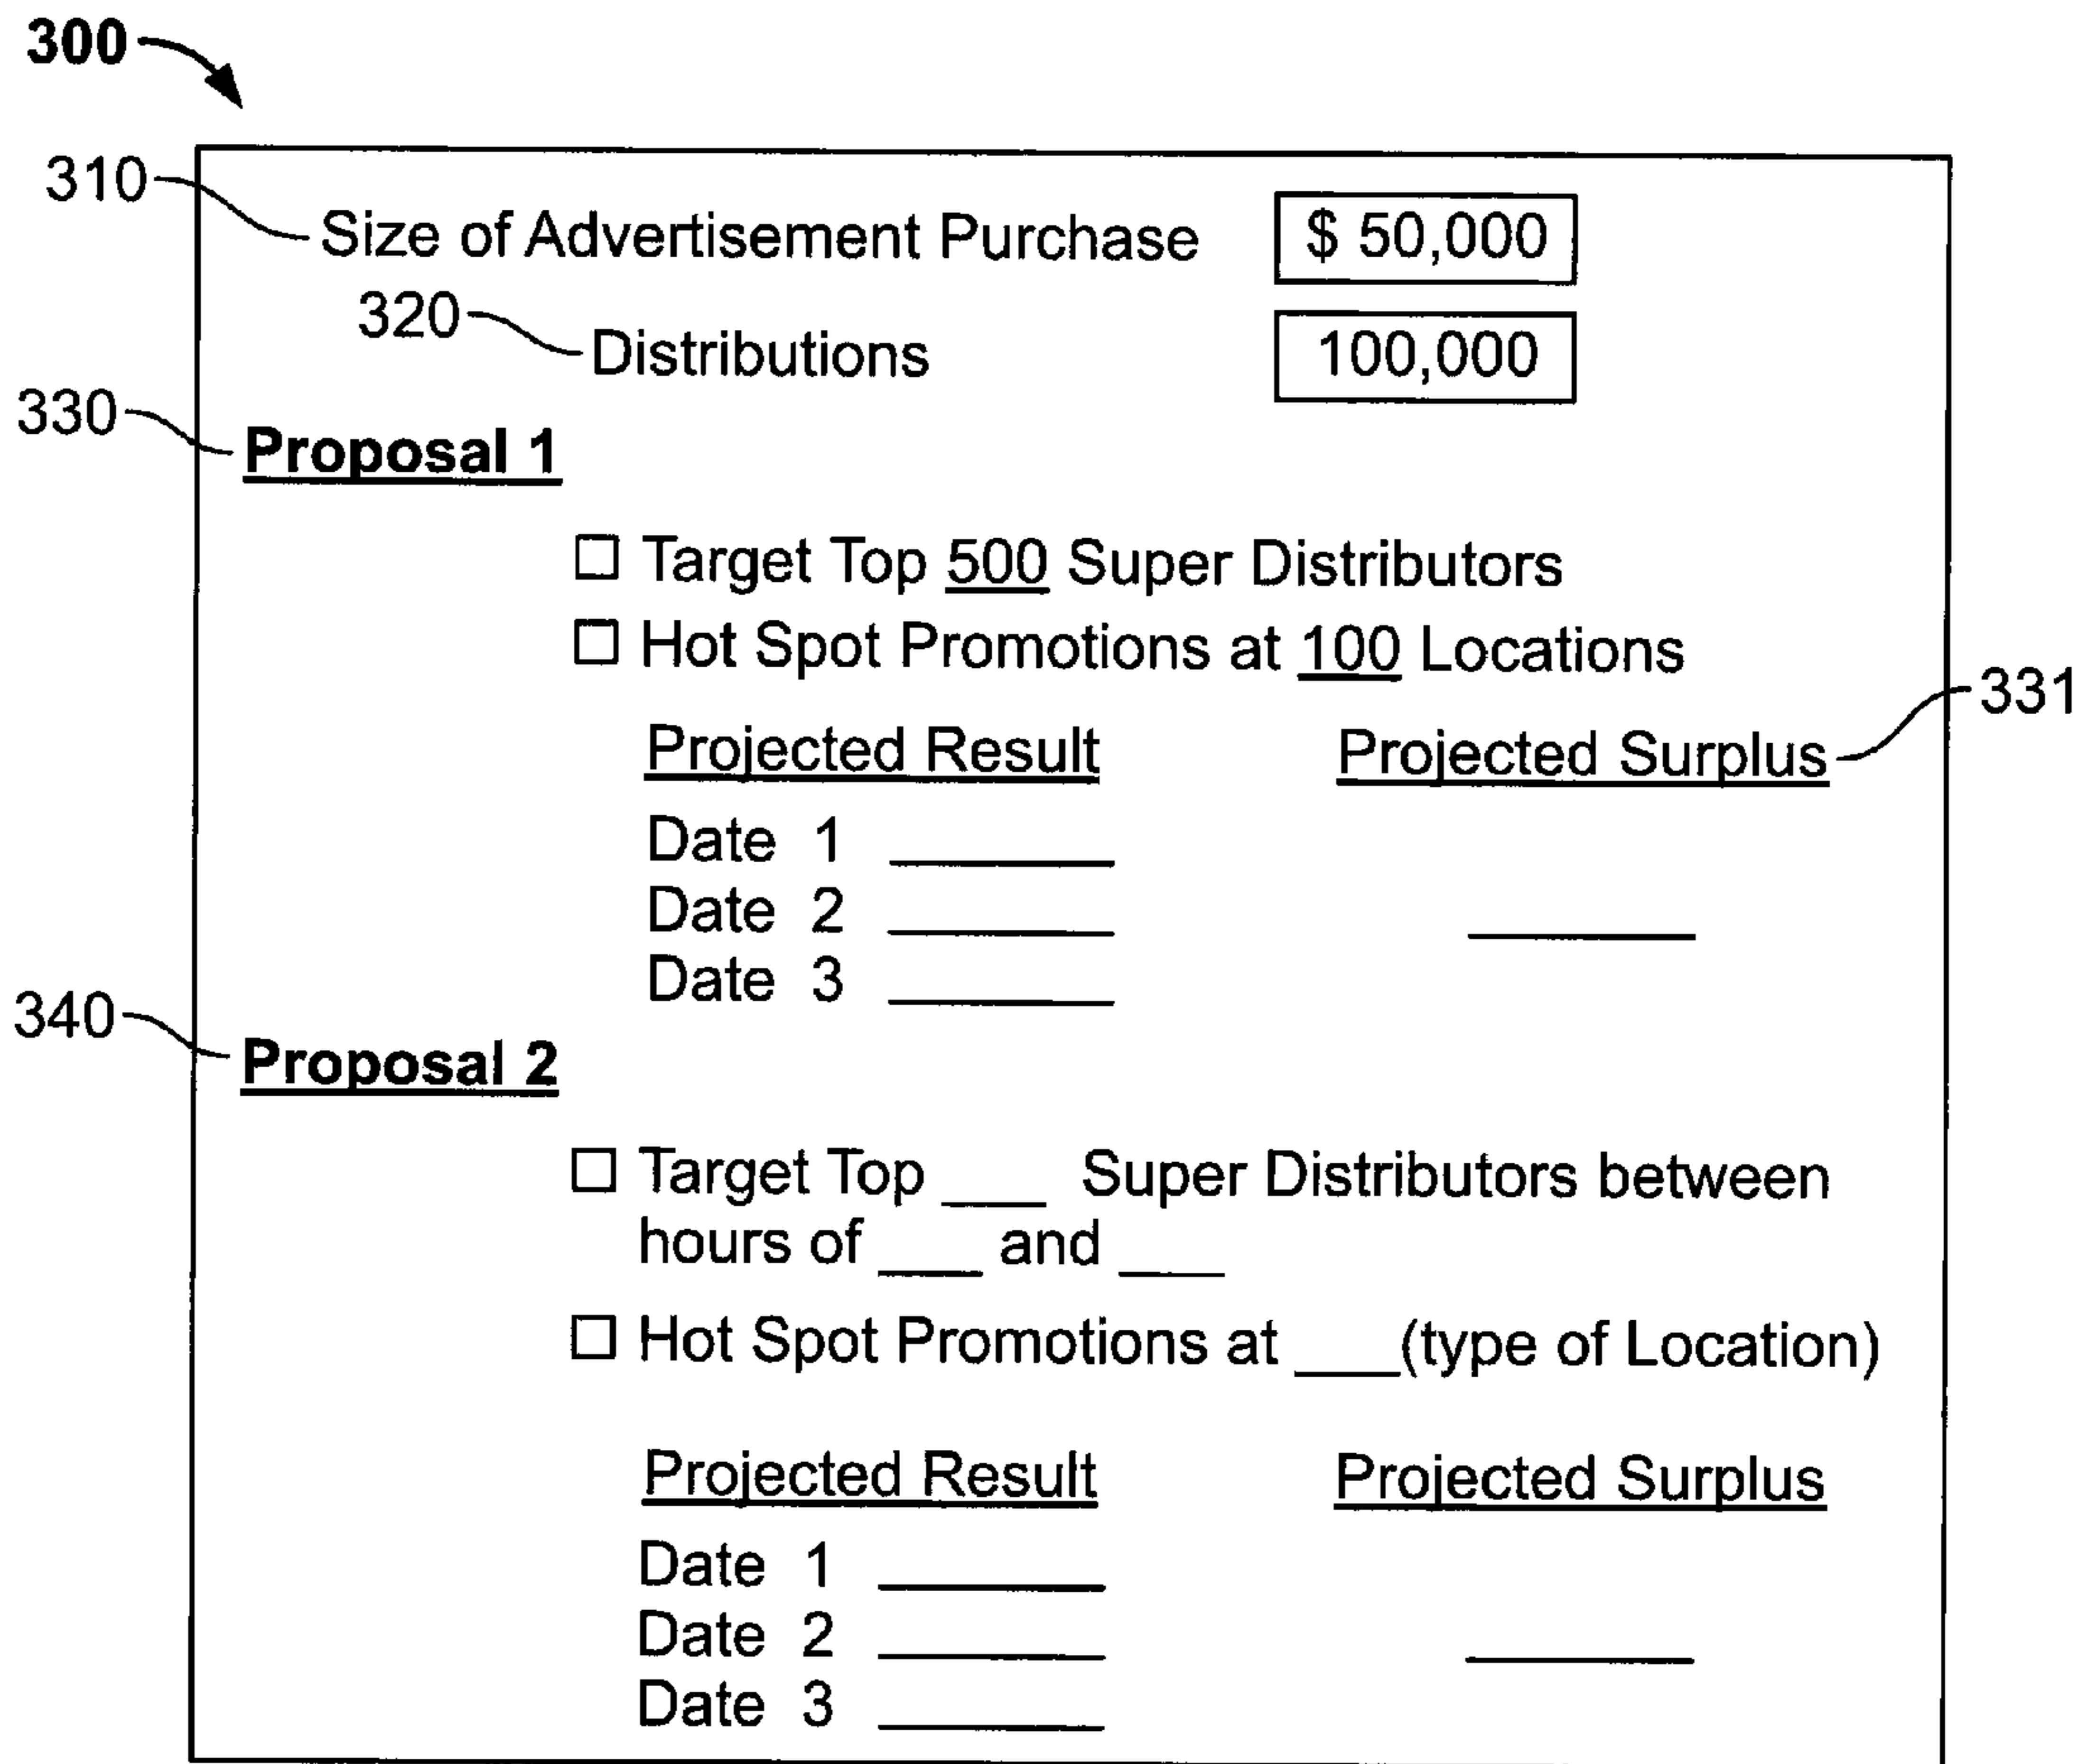 300
310
Size of Advertisement Purchase $ 50,000
320
Distributions 100,000
330
Proposal 1
Target Top 500 Super Distributors
Hot Spot Promotions at 100 Locations
331
Projected Result Projected Surplus
Date 1
Date 2
Date 3
340
Proposal 2
Target Top ___ Super Distributors between
hours of ___ and ___
Hot Spot Promotions at ___(type of Location)
Projected Result Projected Surplus
Date 1
Date 2
Date 3